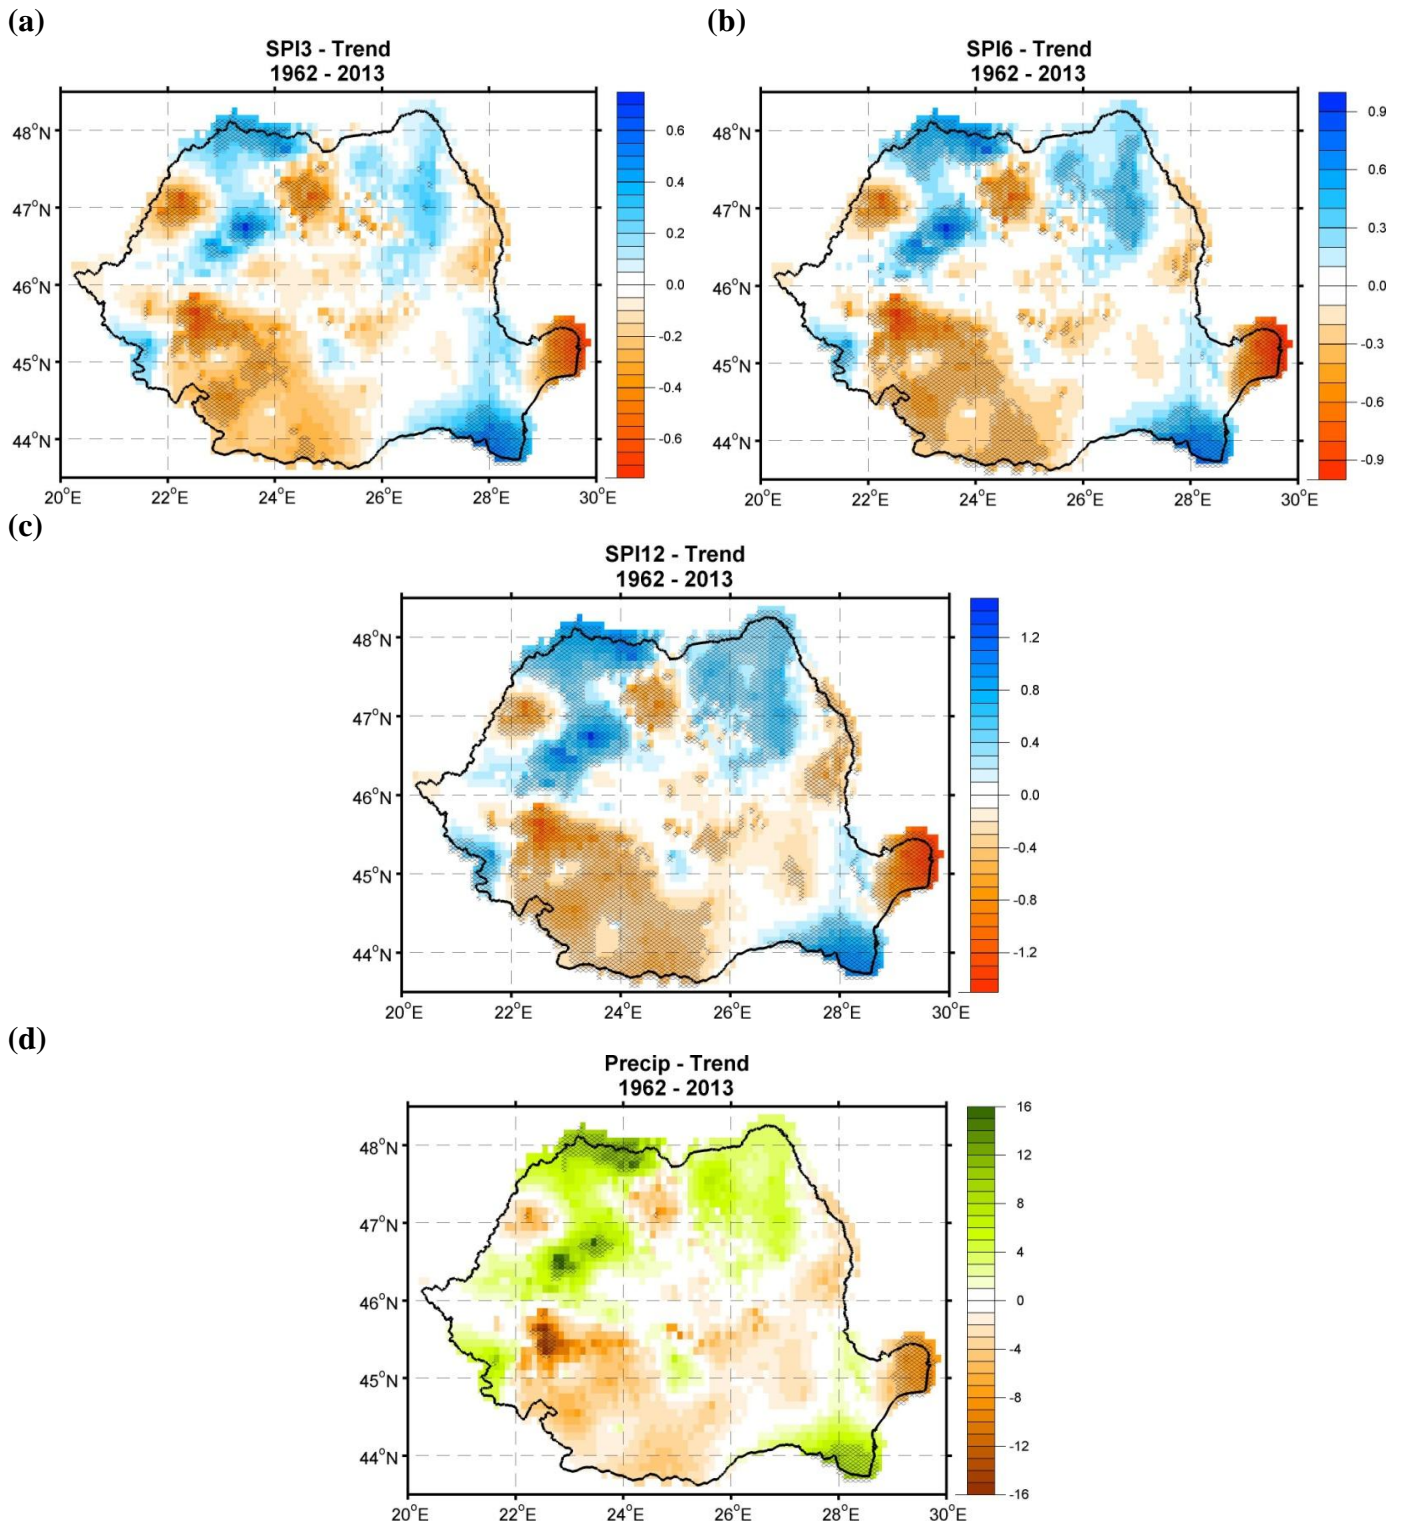 (a)
SPI3 - Trend
1962 - 2013
48°N
47°N
46°N
45°N
44°N
20°E 22°E 24°E 26°E 28°E 30°E
0.6
0.4
0.2
0.0
-0.2
-0.4
-0.6
(b)
SPI6 - Trend
1962 - 2013
48°N
47°N
46°N
45°N
44°N
20°E 22°E 24°E 26°E 28°E 30°E
0.9
0.6
0.3
0.0
-0.3
-0.6
-0.9
(c)
SPI12 - Trend
1962 - 2013
48°N
47°N
46°N
45°N
44°N
20°E 22°E 24°E 26°E 28°E 30°E
1.2
0.8
0.4
0.0
-0.4
-0.8
-1.2
(d)
Precip - Trend
1962 - 2013
48°N
47°N
46°N
45°N
44°N
20°E 22°E 24°E 26°E 28°E 30°E
16
12
8
4
0
-4
-8
-12
-16